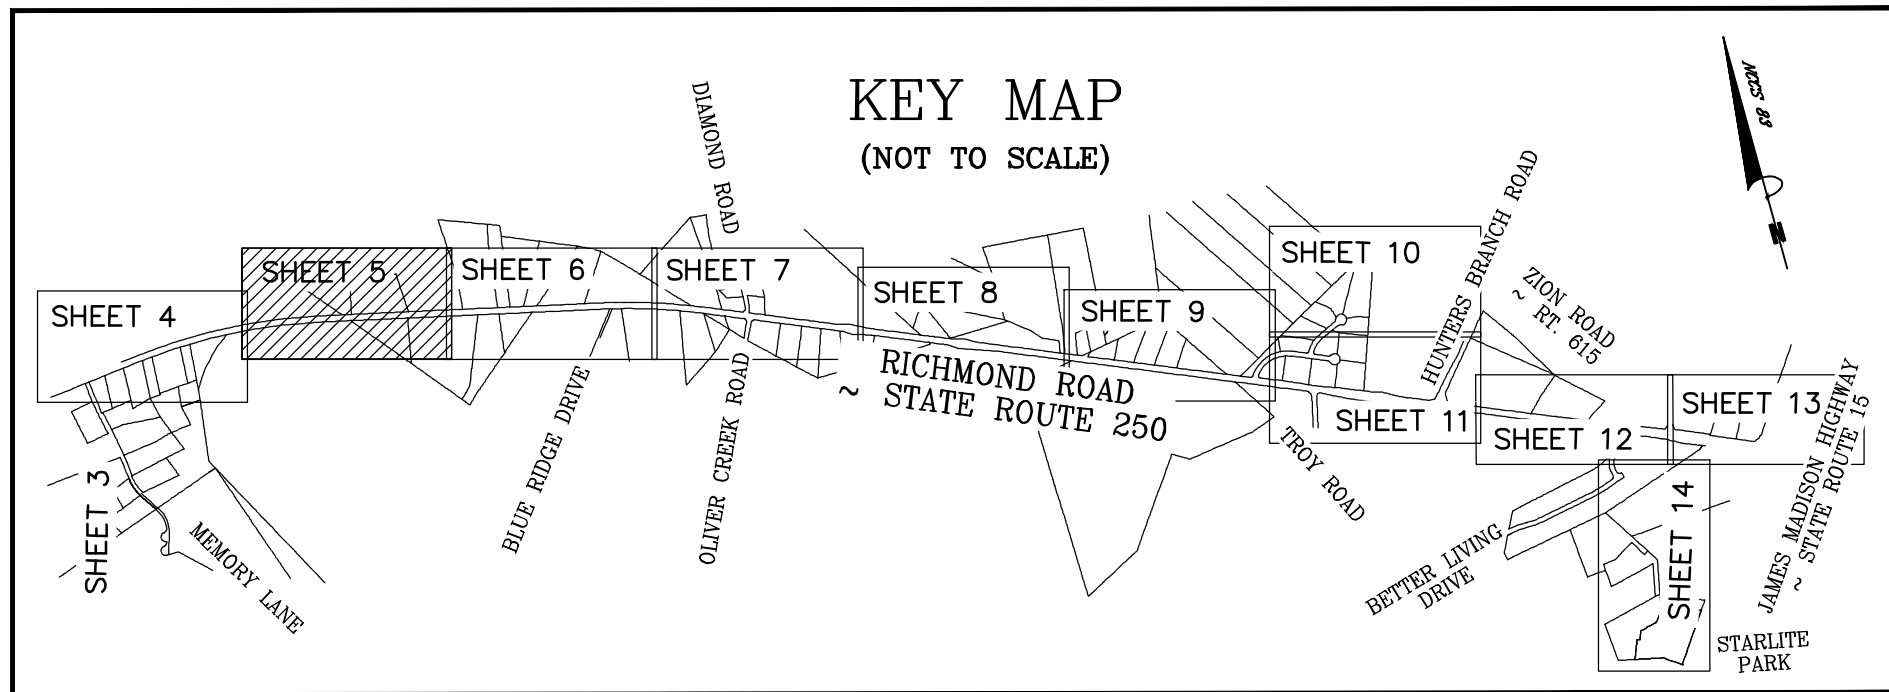 KEY MAP
(NOT TO SCALE)
NCGS 83
N
DIAMOND ROAD
HUNTERS BRANCH ROAD
SHEET 10
SHEET 5
SHEET 6
SHEET 7
SHEET 8
SHEET 9
SHEET 4
ZION ROAD
~ RT. 615
RICHMOND ROAD
~ STATE ROUTE 250
SHEET 11
SHEET 12
SHEET 13
JAMES MADISON HIGHWAY
~ STATE ROUTE 15
BLUE RIDGE DRIVE
OLIVER CREEK ROAD
TROY ROAD
SHEET 3
MEMORY LANE
BETTER LIVING
DRIVE
SHEET 14
STARLITE
PARK